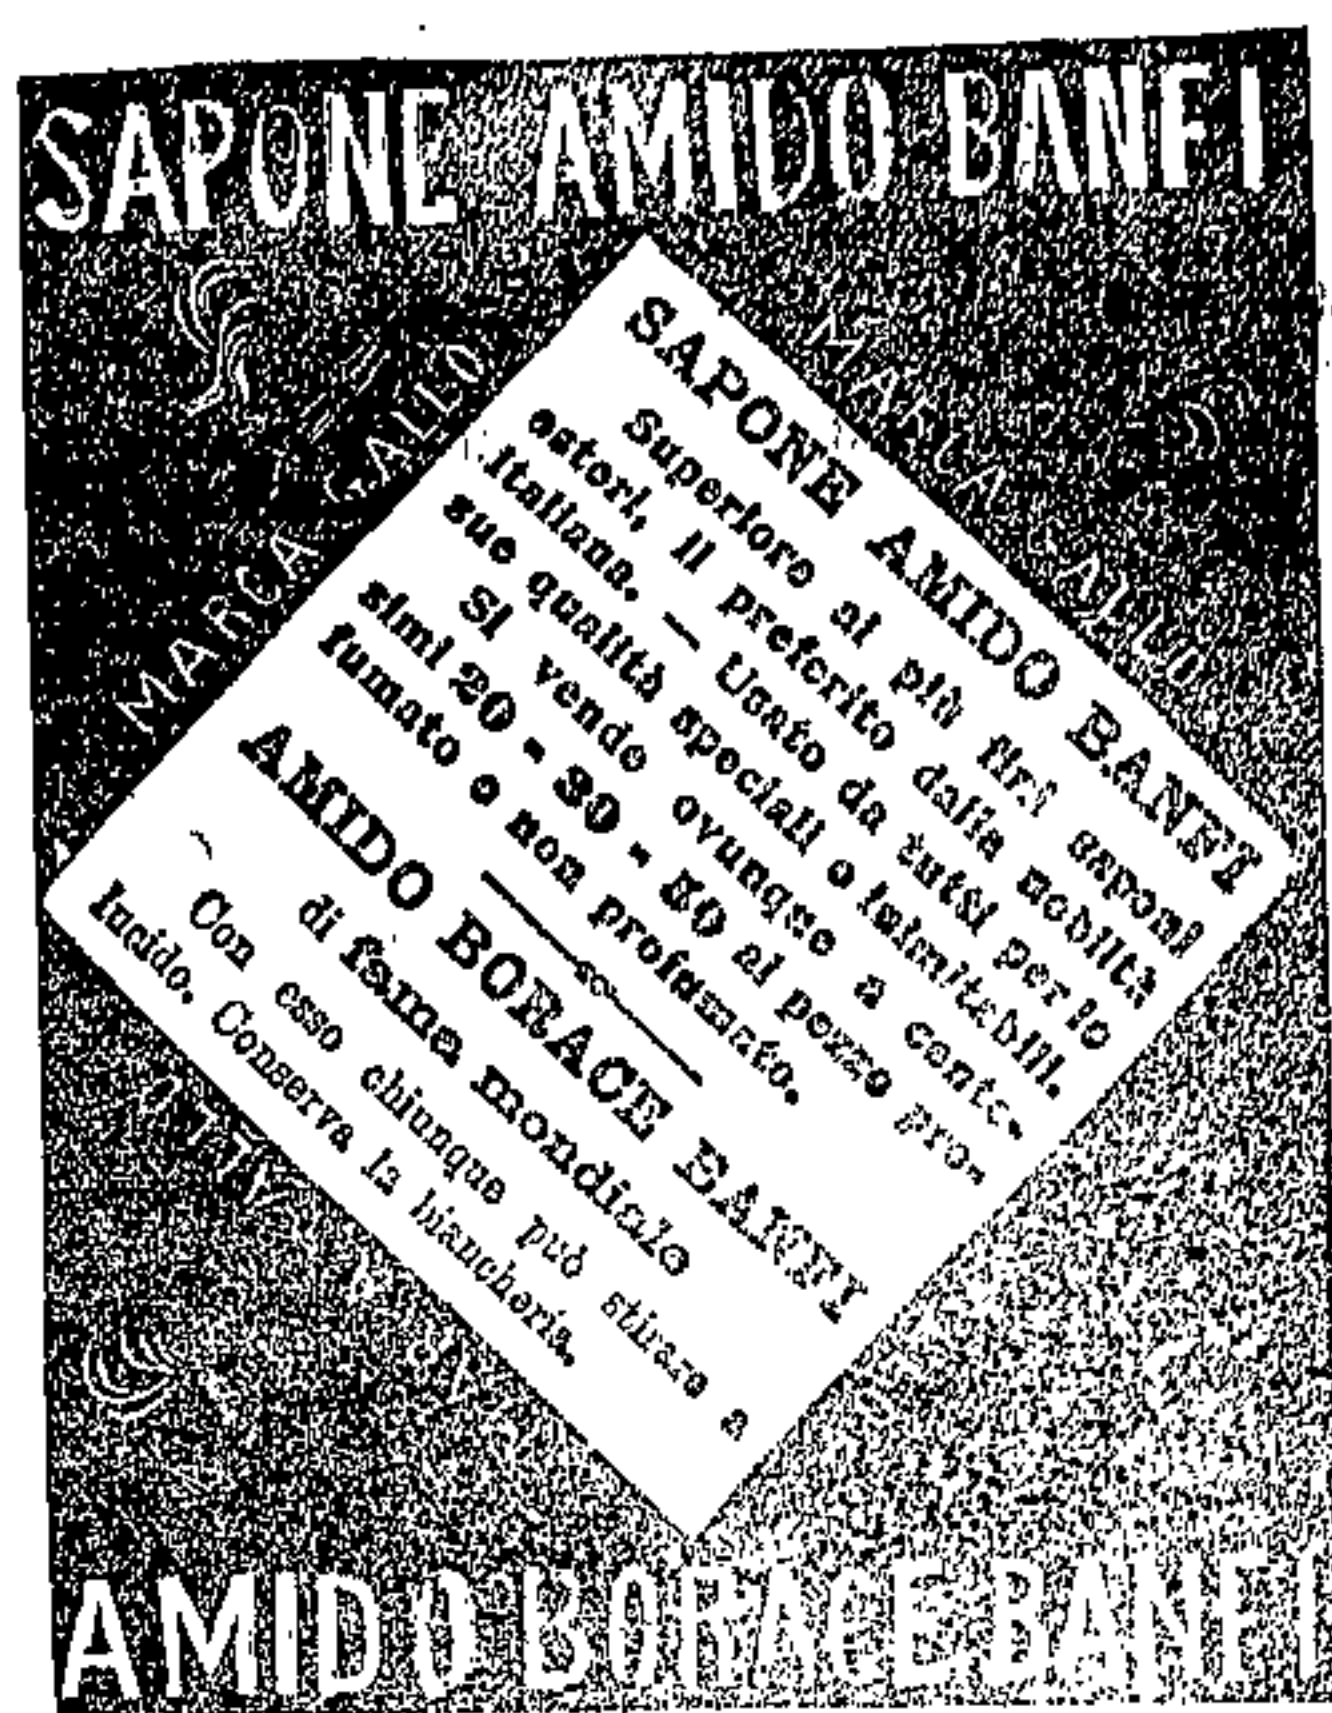 SAPONE AMIDO BANFI
MARCA GALLO
MARCA GALLO
SAPONE AMIDO BANFI
Superiore ai più fini saponi
esteri, il preferito dalla nobiltà
italiana. — Usato da tutti per le
sue qualità speciali e inimitabili.
Si vende ovunque a cente-
simi 20 - 30 - 50 al pezzo pro-
fumato o non profumato.
AMIDO BORACE BANFI
di fama mondiale
Con esso chiunque può stirare a
lucido. Conserva la biancheria.
AMIDO BORACE BANFI